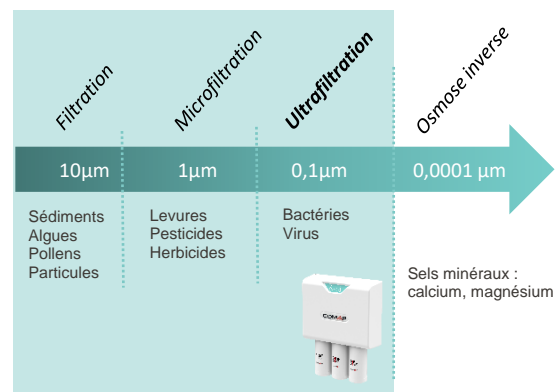 Filtration
Microfiltration
Ultrafiltration
Osmose inverse
10µm
1µm
0,1µm
0,0001 µm
Sédiments
Algues
Pollens
Particules
Levures
Pesticides
Herbicides
Bactéries
Virus
Sels minéraux :
calcium, magnésium
COMAP